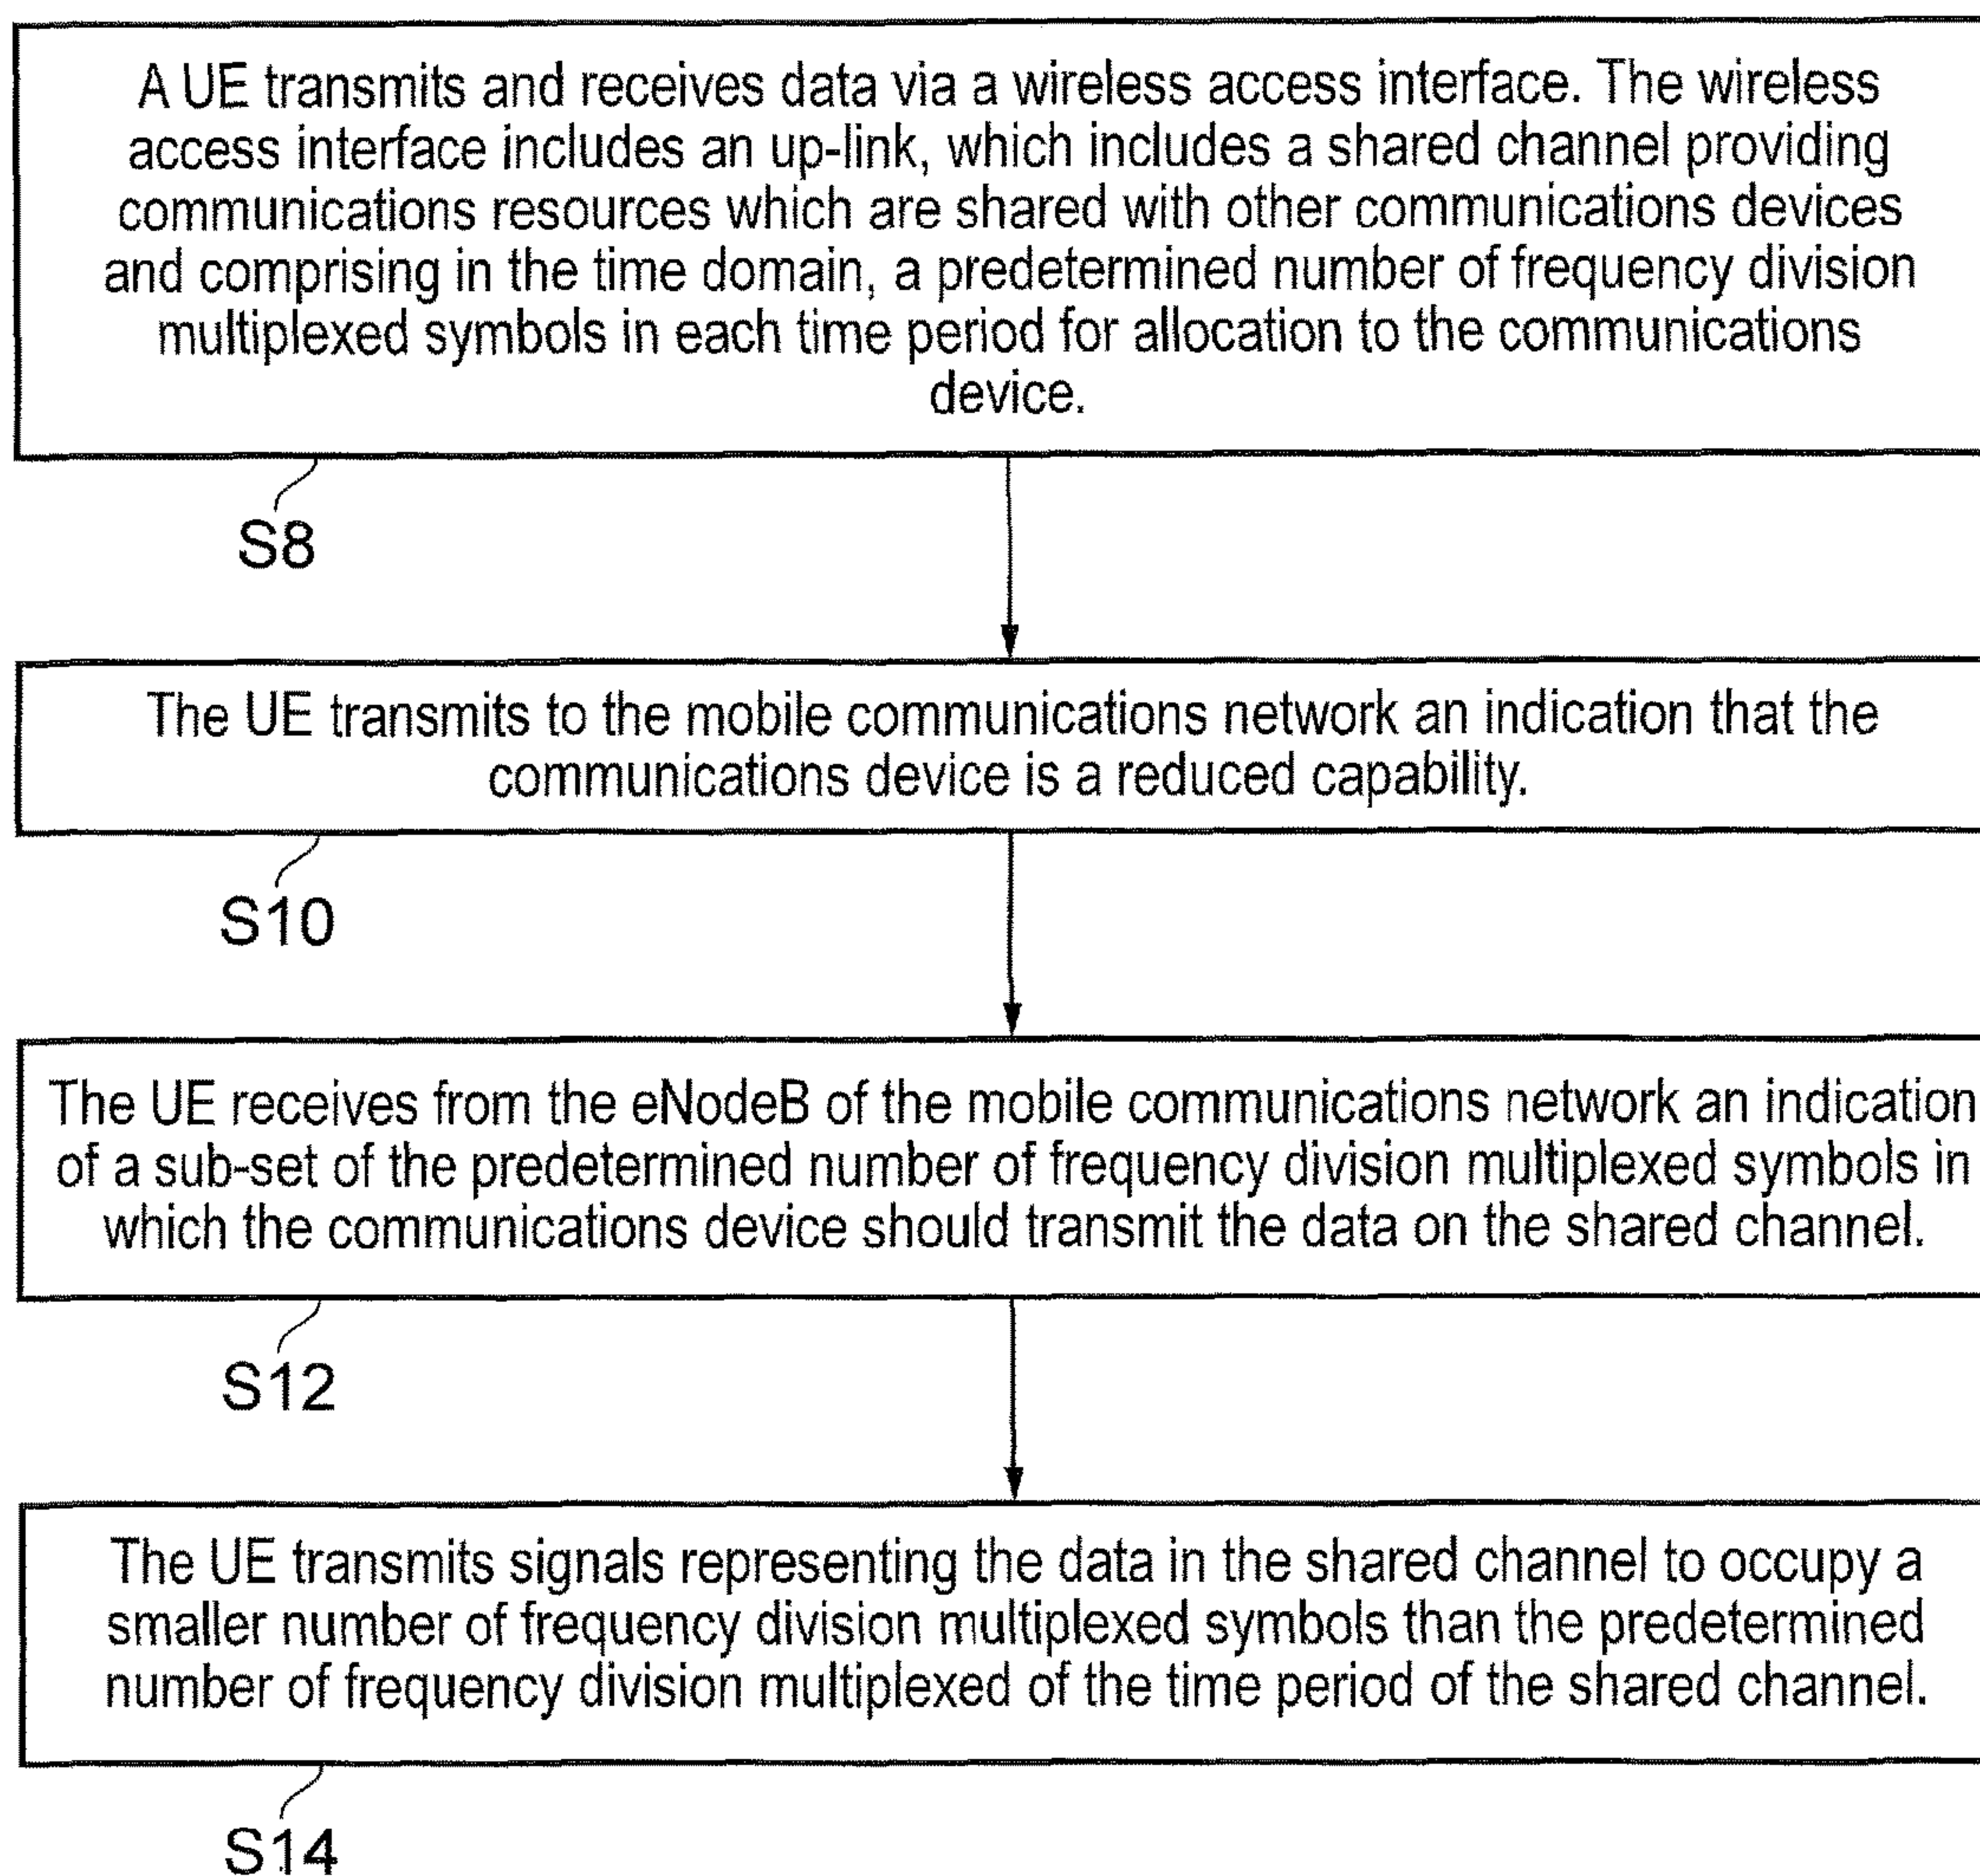 A UE transmits and receives data via a wireless access interface. The wireless
access interface includes an up-link, which includes a shared channel providing
communications resources which are shared with other communications devices
and comprising in the time domain, a predetermined number of frequency division
multiplexed symbols in each time period for allocation to the communications
device.
S8
The UE transmits to the mobile communications network an indication that the
communications device is a reduced capability.
S10
The UE receives from the eNodeB of the mobile communications network an indication
of a sub-set of the predetermined number of frequency division multiplexed symbols in
which the communications device should transmit the data on the shared channel.
S12
The UE transmits signals representing the data in the shared channel to occupy a
smaller number of frequency division multiplexed symbols than the predetermined
number of frequency division multiplexed of the time period of the shared channel.
S14